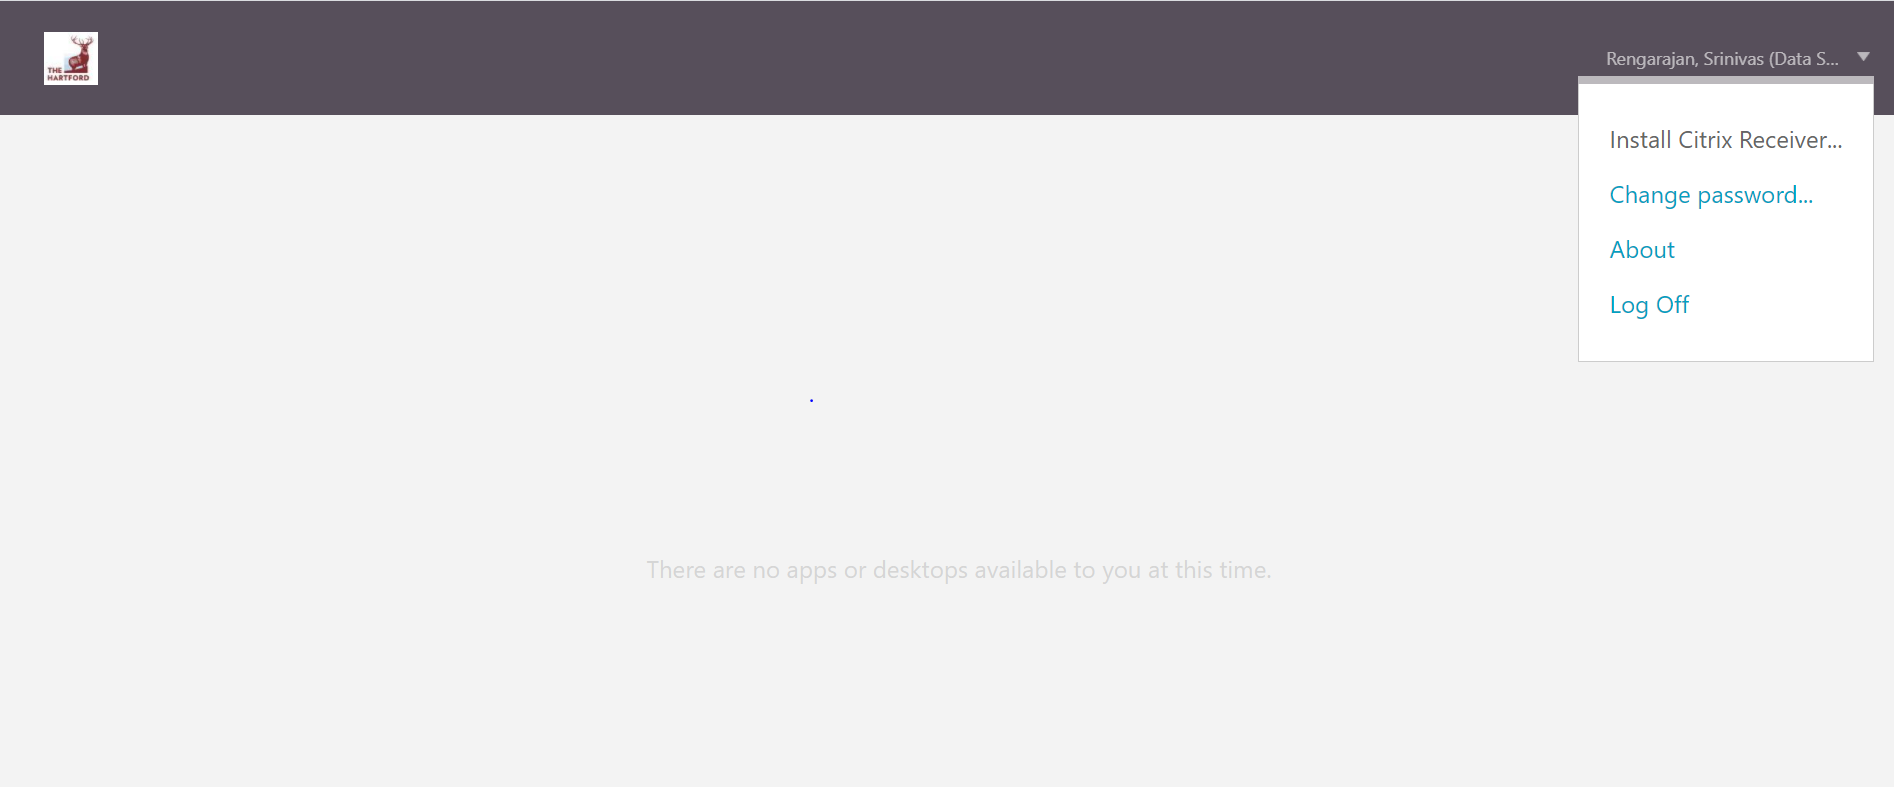 THE
HARTFORD
Rengarajan, Srinivas (Data S...
Install Citrix Receiver...
Change password...
About
Log Off
There are no apps or desktops available to you at this time.